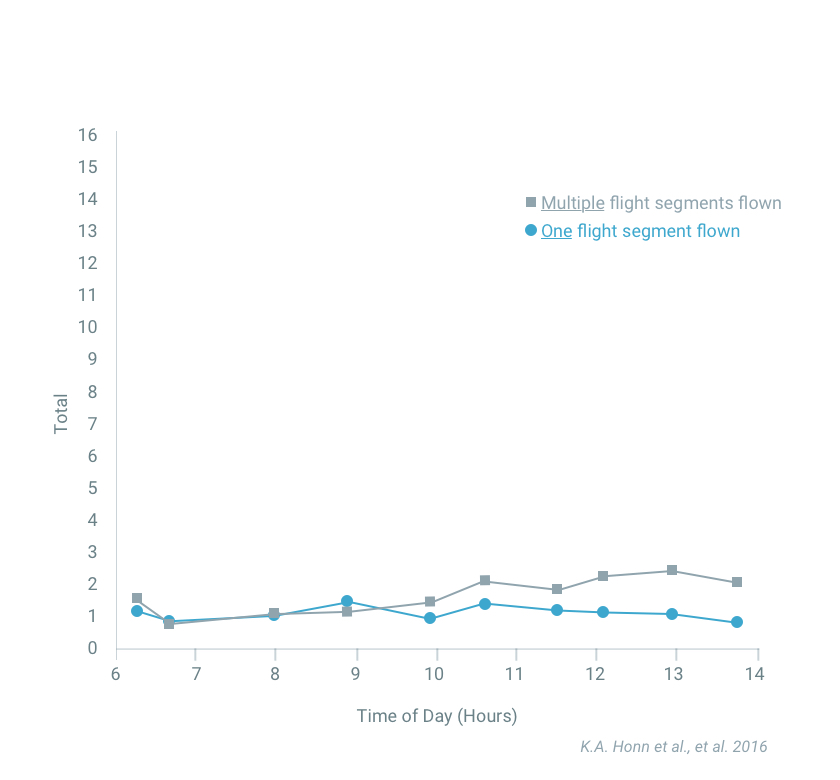 16
15
14
13
12
11
10
9
8
7
6
5
4
3
2
1
0
Total
Multiple flight segments flown
One flight segment flown
6 7 8 9 10 11 12 13 14
Time of Day (Hours)
K.A. Honn et al., et al. 2016